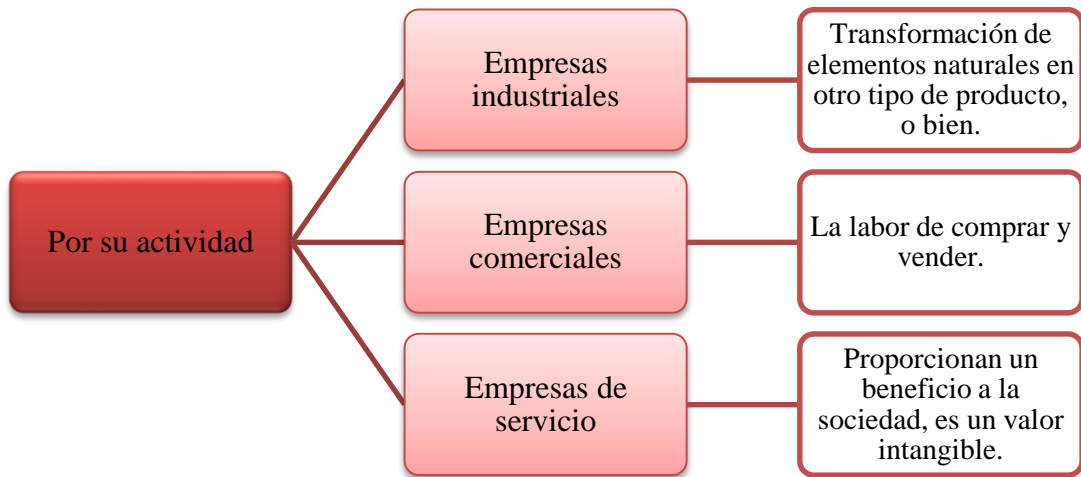 Por su actividad
Empresas
industriales
Transformación de
elementos naturales en
otro tipo de producto,
o bien.
Empresas
comerciales
La labor de comprar y
vender.
Empresas de
servicio
Proporcionan un
beneficio a la
sociedad, es un valor
intangible.